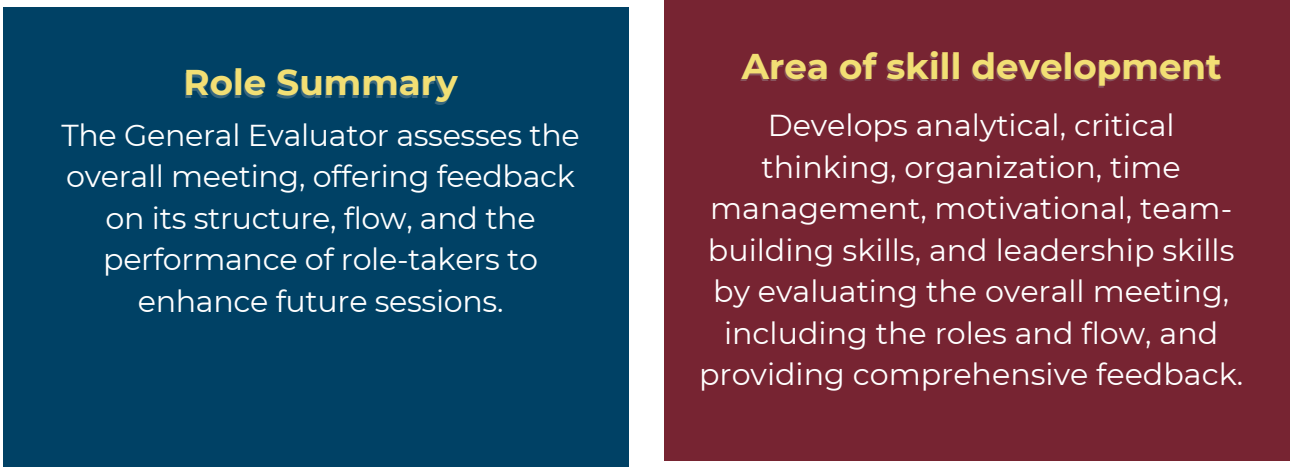 Role Summary
The General Evaluator assesses the
overall meeting, offering feedback
on its structure, flow, and the
performance of role-takers to
enhance future sessions.
Area of skill development
Develops analytical, critical
thinking, organization, time
management, motivational, team-
building skills, and leadership skills
by evaluating the overall meeting,
including the roles and flow, and
providing comprehensive feedback.